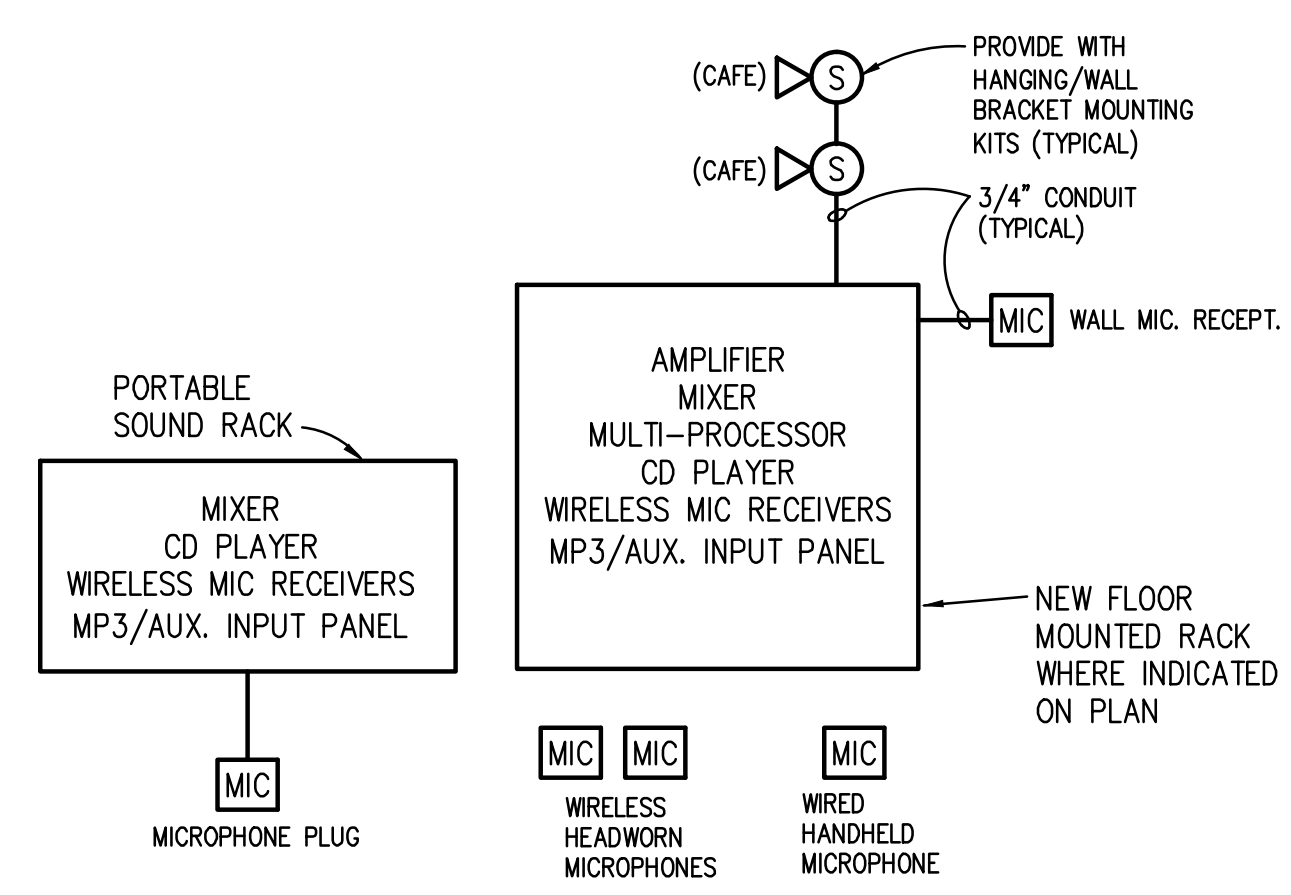 (CAFE)
S
PROVIDE WITH
HANGING/WALL
BRACKET MOUNTING
KITS (TYPICAL)
(CAFE)
S
3/4" CONDUIT
(TYPICAL)
MIC
WALL MIC. RECEPT.
AMPLIFIER
MIXER
MULTI-PROCESSOR
CD PLAYER
WIRELESS MIC RECEIVERS
MP3/AUX. INPUT PANEL
PORTABLE
SOUND RACK
MIXER
CD PLAYER
WIRELESS MIC RECEIVERS
MP3/AUX. INPUT PANEL
NEW FLOOR
MOUNTED RACK
WHERE INDICATED
ON PLAN
MIC
MICROPHONE PLUG
MIC
MIC
WIRELESS
HEADWORN
MICROPHONES
MIC
WIRED
HANDHELD
MICROPHONE